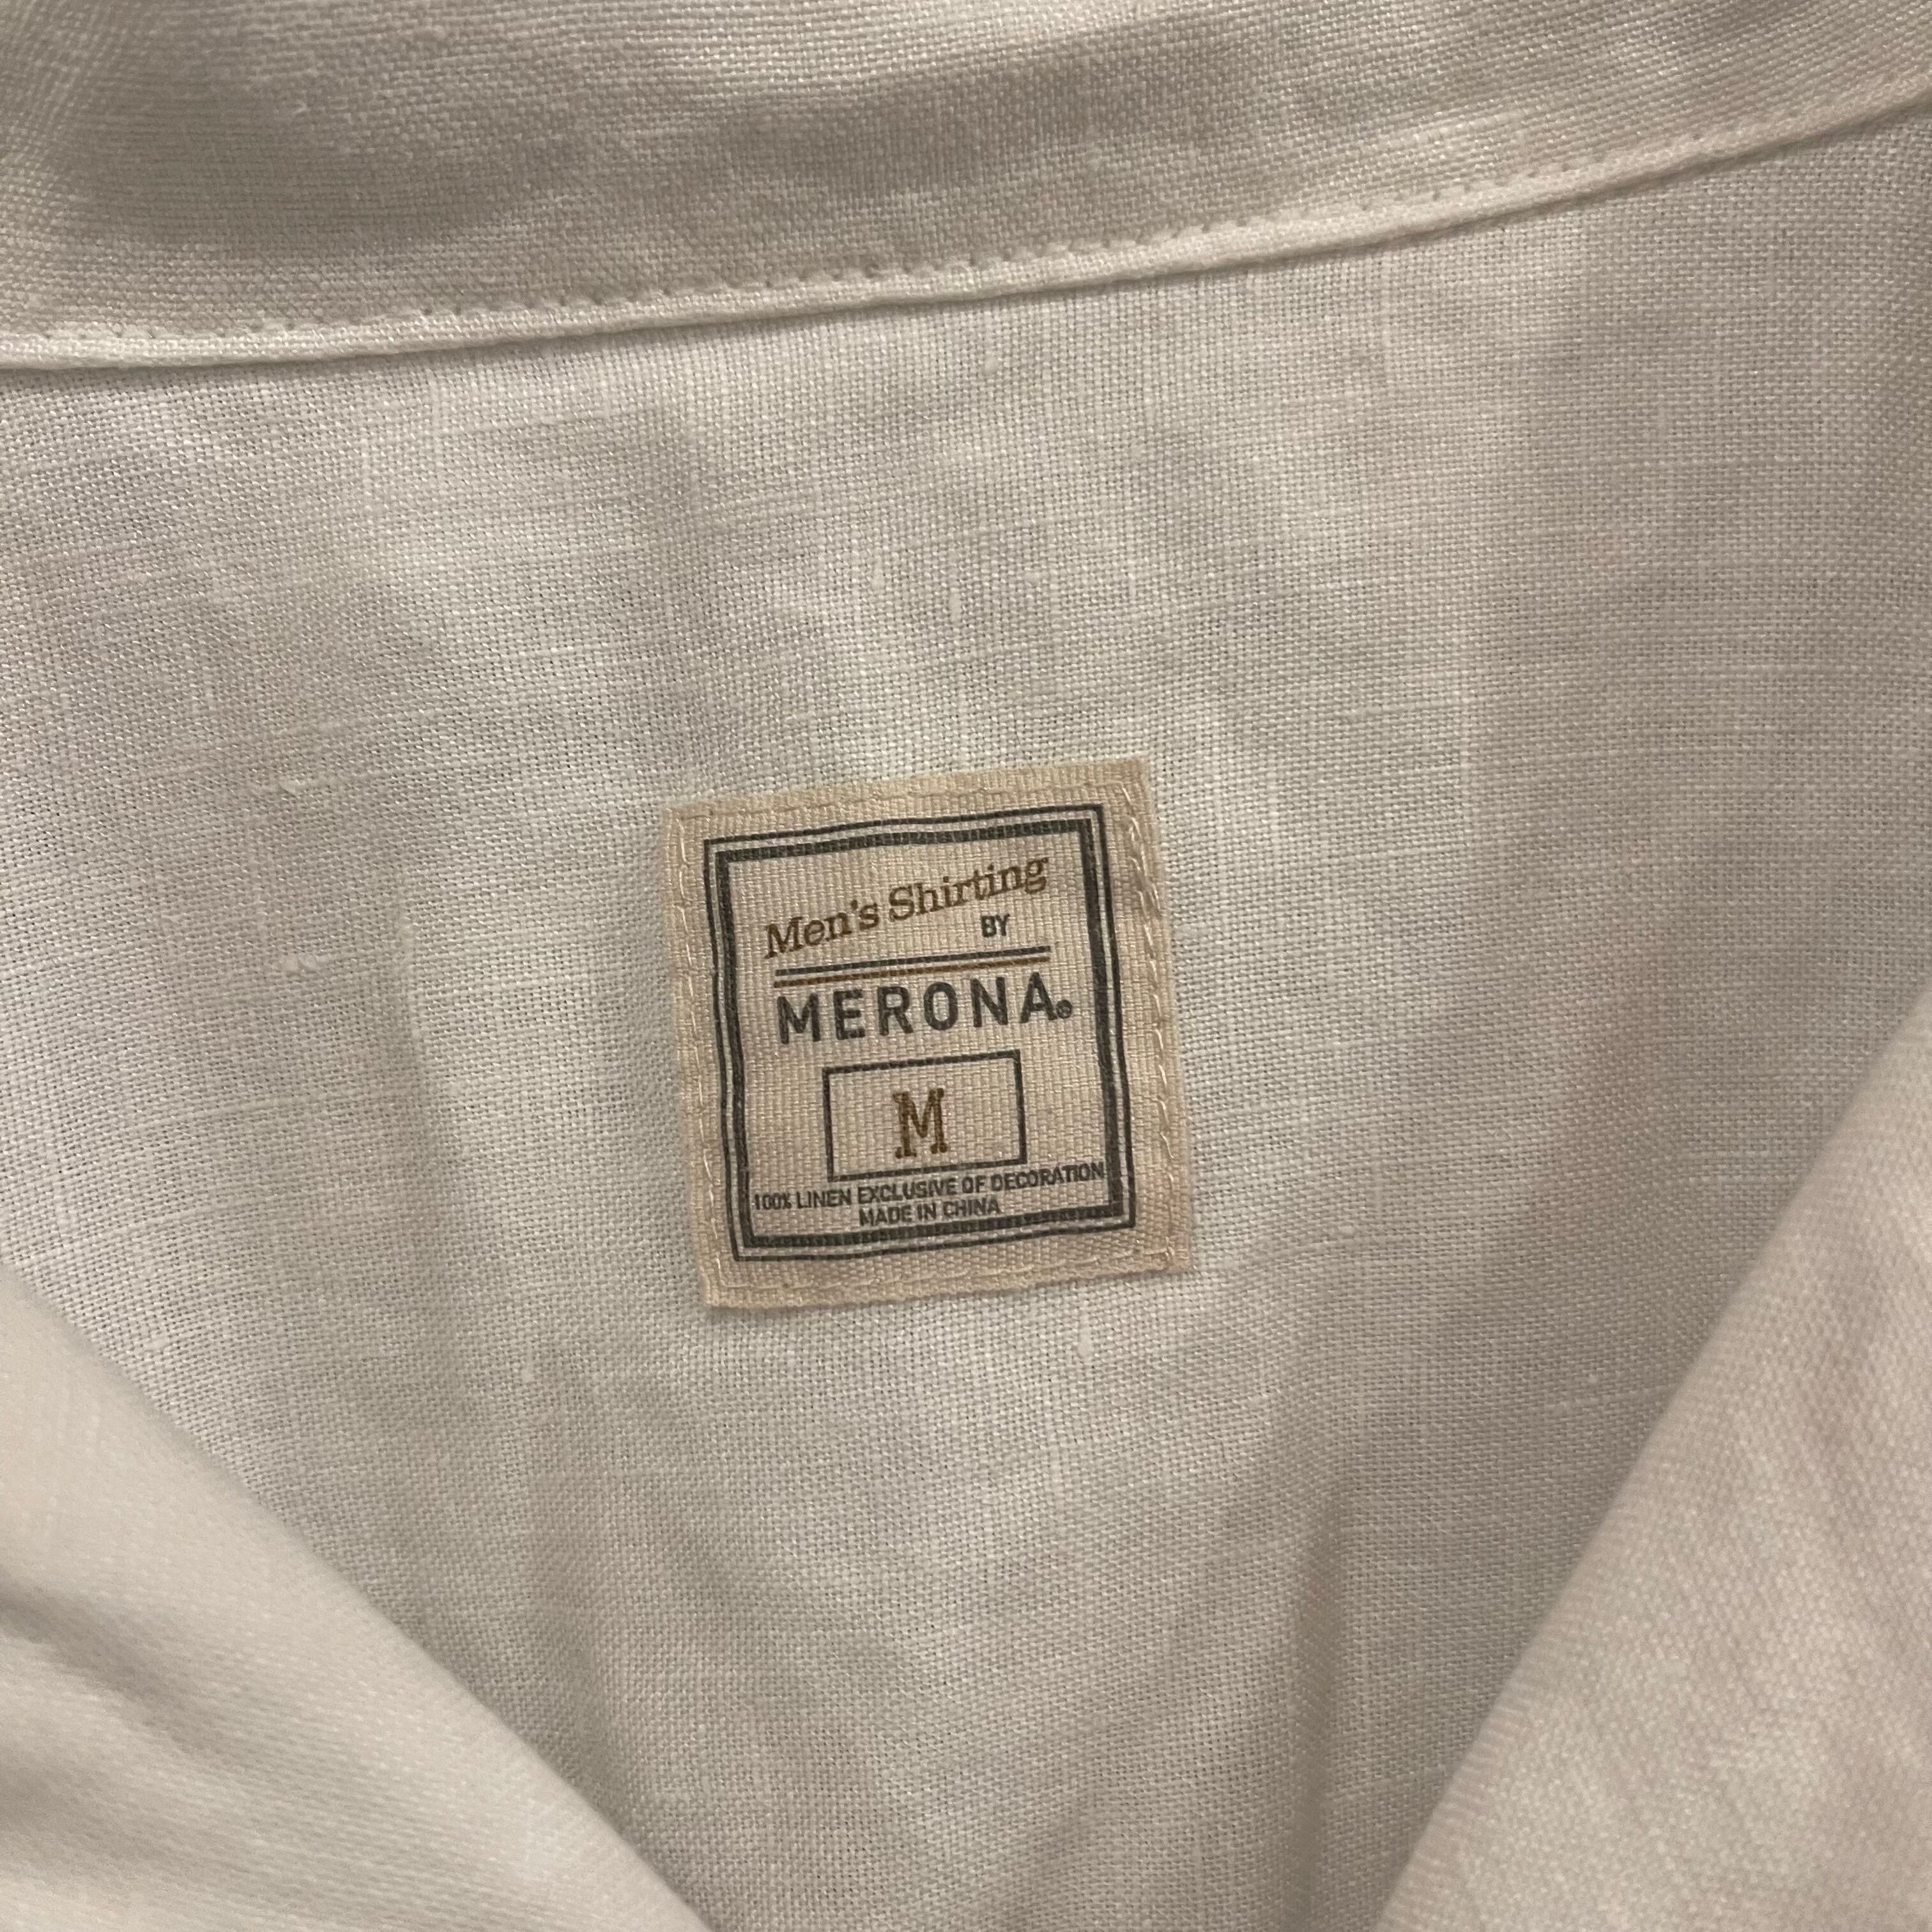 Men's Shirting
BY
MERONA®
M
100% LINEN EXCLUSIVE OF DECORATION
MADE IN CHINA